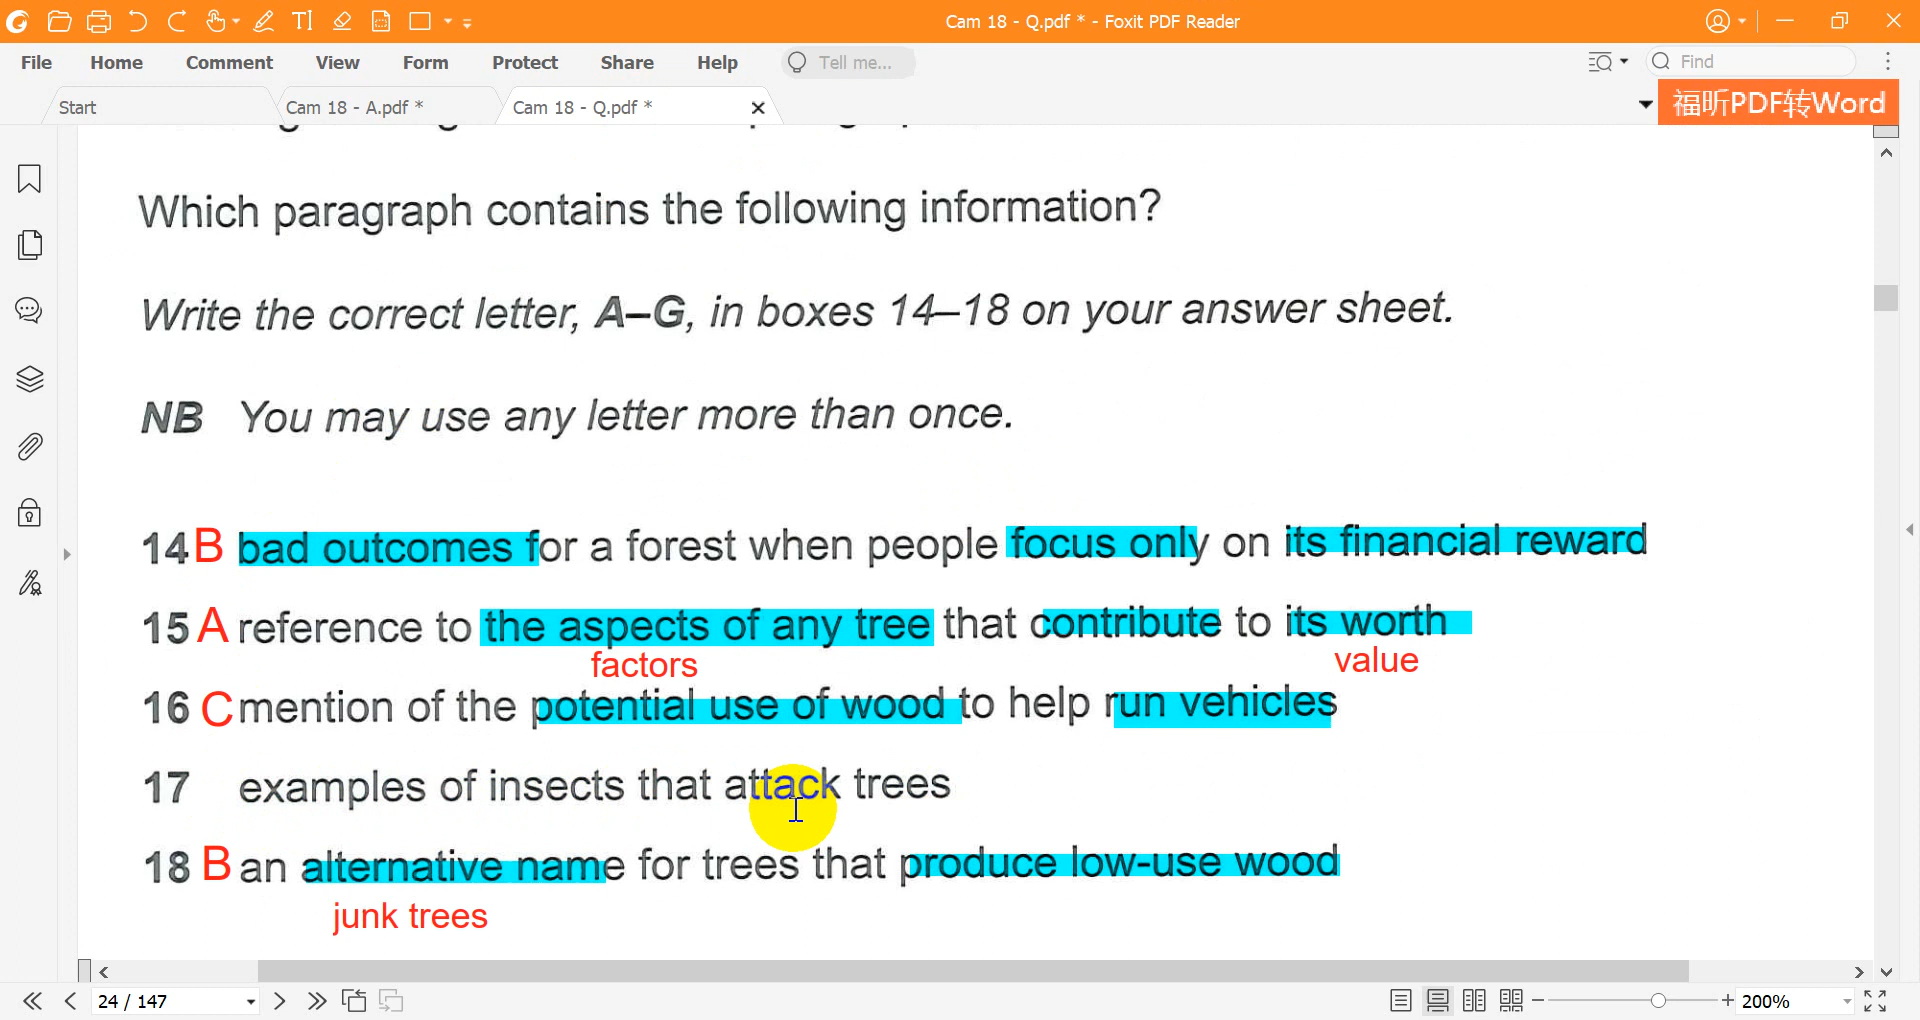 Cam 18 - Q.pdf * - Foxit PDF Reader
File Home Comment View Form Protect Share Help Tell me... Find
Start Cam 18 - A.pdf * Cam 18 - Q.pdf * 福昕PDF转Word
Which paragraph contains the following information?
Write the correct letter, A–G, in boxes 14–18 on your answer sheet.
NB You may use any letter more than once.
14 B bad outcomes for a forest when people focus only on its financial reward
15 A reference to the aspects of any tree that contribute to its worth
factors value
16 C mention of the potential use of wood to help run vehicles
17 examples of insects that attack trees
18 B an alternative name for trees that produce low-use wood
junk trees
24 / 147 200%